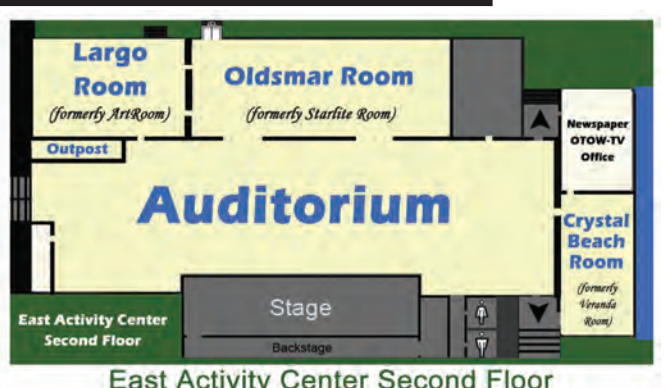 Largo
Room
(formerly ArtRoom)
Oldsmar Room
(formerly Starlite Room)
Newspaper
OTOW-TV
Office
Outpost
Auditorium
Crystal
Beach
Room
(formerly
Veranda
Room)
Stage
Backstage
East Activity Center
Second Floor
East Activity Center Second Floor